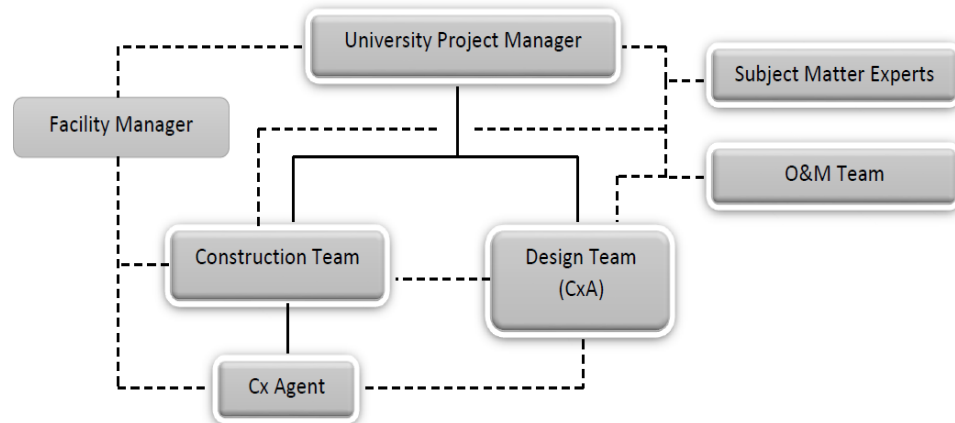 University Project Manager
Subject Matter Experts
Facility Manager
O&M Team
Construction Team
Design Team
(CxA)
Cx Agent